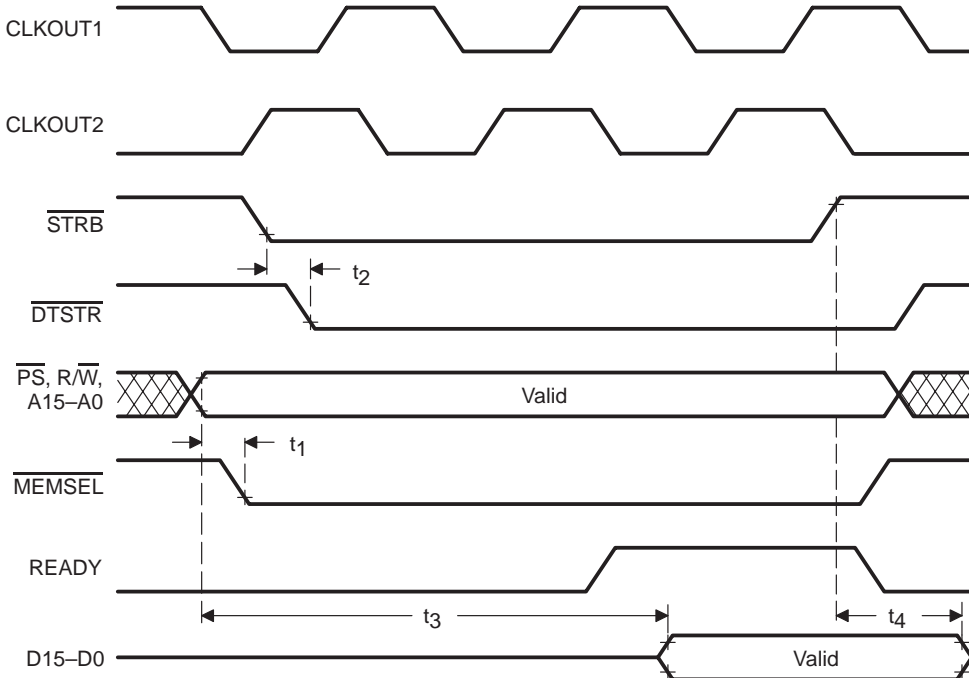 CLKOUT1
CLKOUT2
STRB
t2
DTSTR
PS, R/W,
A15–A0
Valid
t1
MEMSEL
READY
t3
t4
D15–D0
Valid